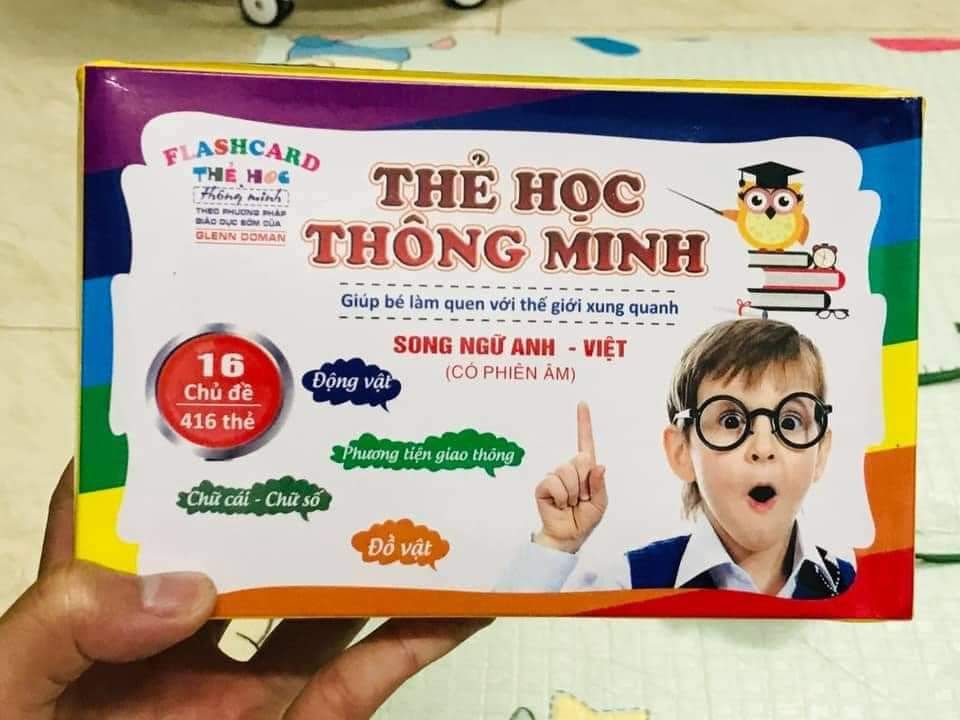 FLASHCARD
THẺ HỌC
thông minh
THEO PHƯƠNG PHÁP
GIÁO DỤC SỚM CỦA
GLENN DOMAN
THẺ HỌC
THÔNG MINH
Giúp bé làm quen với thế giới xung quanh
SONG NGỮ ANH - VIỆT
(CÓ PHIÊN ÂM)
16
Chủ đề
416 thẻ
Động vật
Phương tiện giao thông
Chữ cái - Chữ số
Đồ vật